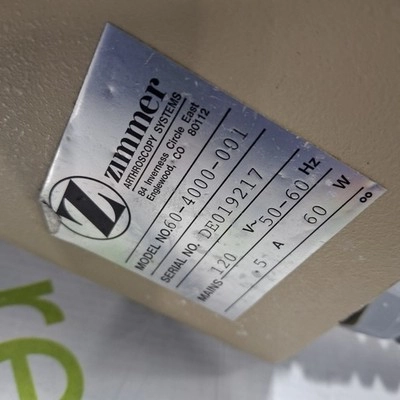 Z zimmer
ARTHROSCOPY SYSTEMS
84 Inverness Circle East
Englewood, CO 80112
MODEL NO. 60-4000-001
SERIAL NO. DE019217
MAINS 120 V~ 50-60 Hz
.5 A 60 W
re